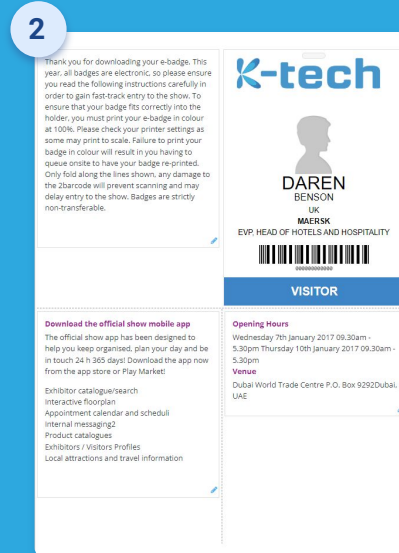 2
Thank you for downloading your e-badge. This
year, all badges are electronic, so please ensure
you read the following instructions carefully in
order to gain fast-track entry to the show. To
ensure that your badge fits correctly into the
holder, you must print your e-badge in colour
at 100%. Please check your printer settings as
some may print to scale. Failure to print your
badge in colour will result in you having to
queue onsite to have your badge re-printed.
Only fold along the lines shown, any damage to
the 2barcode will prevent scanning and may
delay entry to the show. Badges are strictly
non-transferable.
K-tech
DAREN
BENSON
UK
MAERSK
EVP, HEAD OF HOTELS AND HOSPITALITY
VISITOR
Download the official show mobile app
The official show app has been designed to
help you keep organised, plan your day and be
in touch 24 h 365 days! Download the app now
from the app store or Play Market!
Exhibitor catalogue/search
Interactive floorplan
Appointment calendar and scheduli
Internal messaging2
Product catalogues
Exhibitors / Visitors Profiles
Local attractions and travel information
Opening Hours
Wednesday 7th January 2017 09.30am -
5.30pm Thursday 10th January 2017 09.30am -
5.30pm
Venue
Dubai World Trade Centre P.O. Box 9292Dubai,
UAE